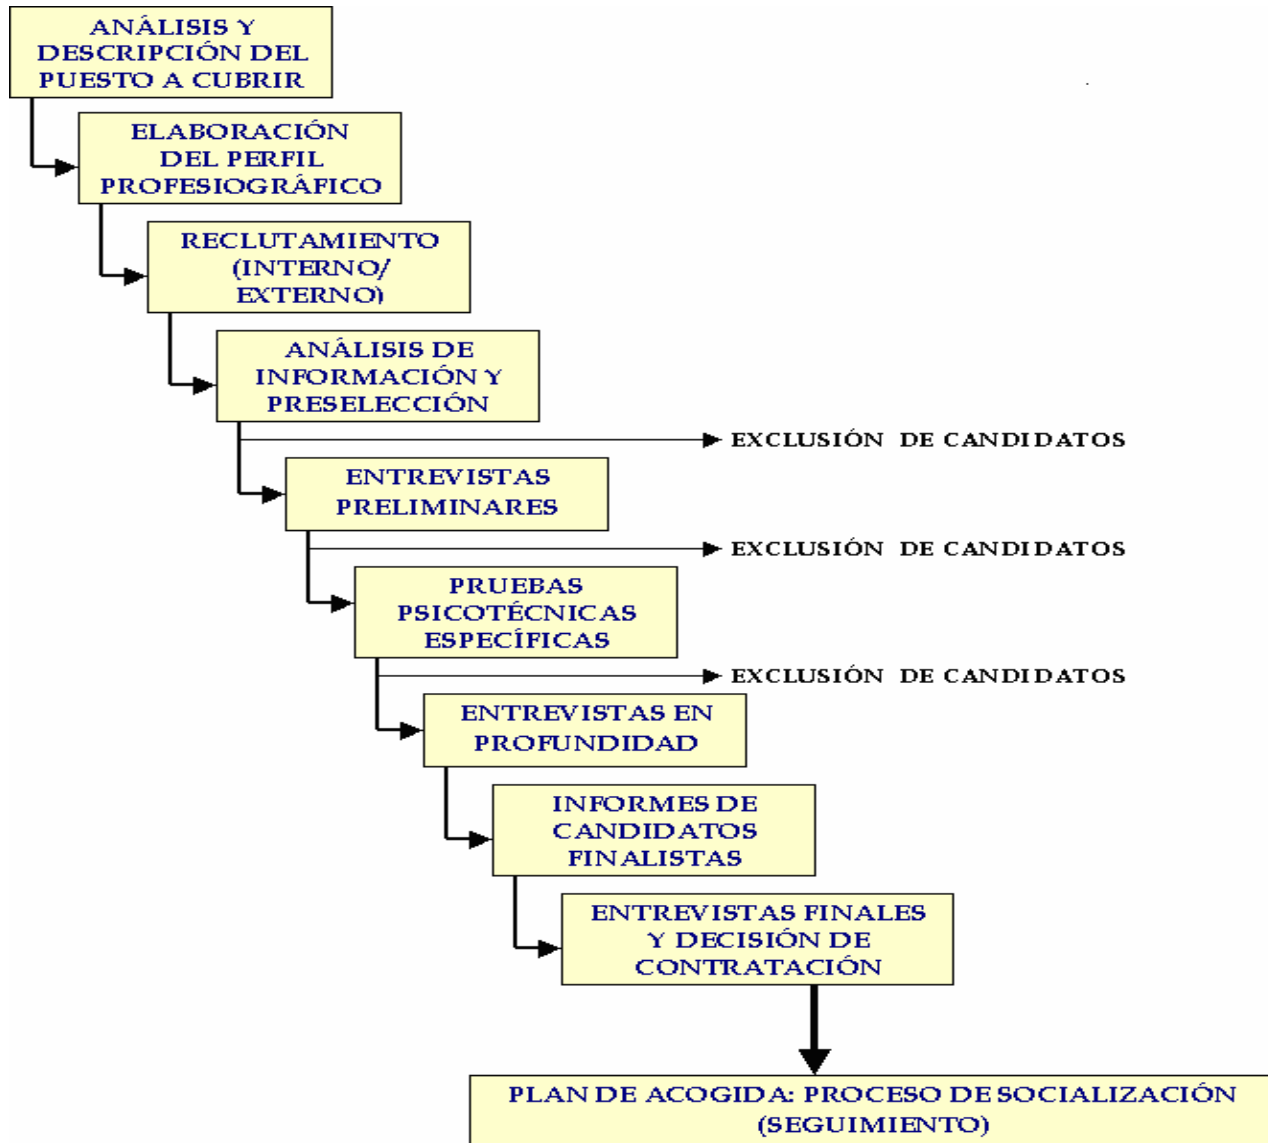 ANÁLISIS Y
DESCRIPCIÓN DEL
PUESTO A CUBRIR
ELABORACIÓN
DEL PERFIL
PROFESIOGRÁFICO
RECLUTAMIENTO
(INTERNO/
EXTERNO)
ANÁLISIS DE
INFORMACIÓN Y
PRESELECCIÓN
EXCLUSIÓN DE CANDIDATOS
ENTREVISTAS
PRELIMINARES
EXCLUSIÓN DE CANDIDATOS
PRUEBAS
PSICOTÉCNICAS
ESPECÍFICAS
EXCLUSIÓN DE CANDIDATOS
ENTREVISTAS EN
PROFUNDIDAD
INFORMES DE
CANDIDATOS
FINALISTAS
ENTREVISTAS FINALES
Y DECISIÓN DE
CONTRATACIÓN
PLAN DE ACOGIDA: PROCESO DE SOCIALIZACIÓN
(SEGUIMIENTO)